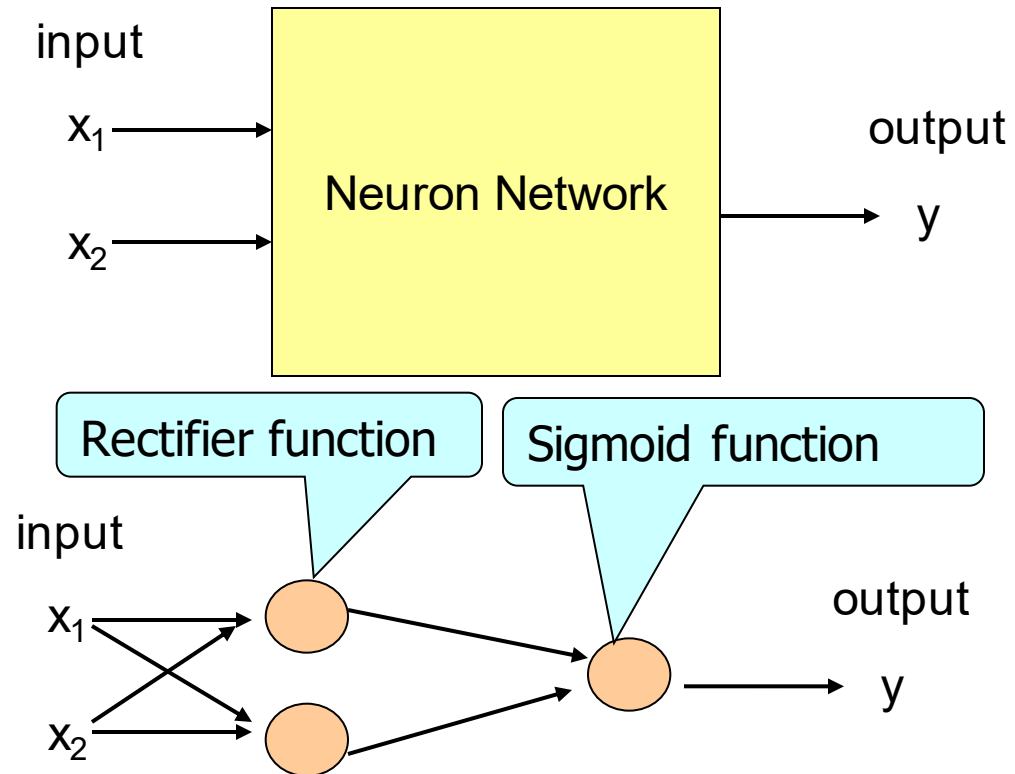 input
x₁
output
Neuron Network
y
x₂
Rectifier function
Sigmoid function
input
output
x₁
y
x₂